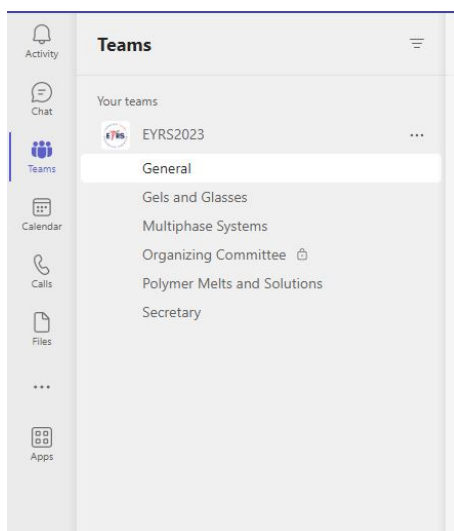 Activity
Chat
Teams
Calendar
Calls
Files
Apps
Teams
Your teams
EYRS2023
General
Gels and Glasses
Multiphase Systems
Organizing Committee
Polymer Melts and Solutions
Secretary